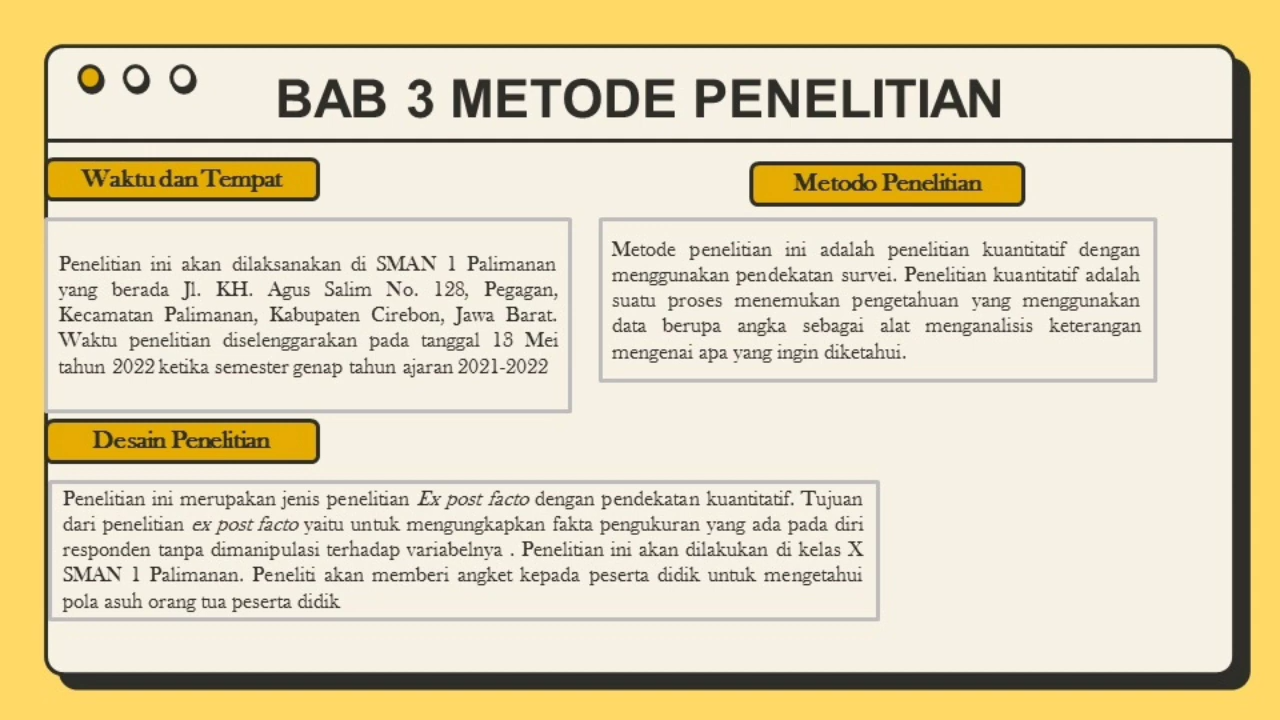 BAB 3 METODE PENELITIAN
Waktu dan Tempat
Penelitian ini akan dilaksanakan di SMAN 1 Palimanan
yang berada Jl. KH. Agus Salim No. 128, Pegagan,
Kecamatan Palimanan, Kabupaten Cirebon, Jawa Barat.
Waktu penelitian diselenggarakan pada tanggal 13 Mei
tahun 2022 ketika semester genap tahun ajaran 2021-2022
Metodo Penelitian
Metode penelitian ini adalah penelitian kuantitatif dengan
menggunakan pendekatan survei. Penelitian kuantitatif adalah
suatu proses menemukan pengetahuan yang menggunakan
data berupa angka sebagai alat menganalisis keterangan
mengenai apa yang ingin diketahui.
Desain Penelitian
Penelitian ini merupakan jenis penelitian Ex post facto dengan pendekatan kuantitatif. Tujuan
dari penelitian ex post facto yaitu untuk mengungkapkan fakta pengukuran yang ada pada diri
responden tanpa dimanipulasi terhadap variabelnya . Penelitian ini akan dilakukan di kelas X
SMAN 1 Palimanan. Peneliti akan memberi angket kepada peserta didik untuk mengetahui
pola asuh orang tua peserta didik